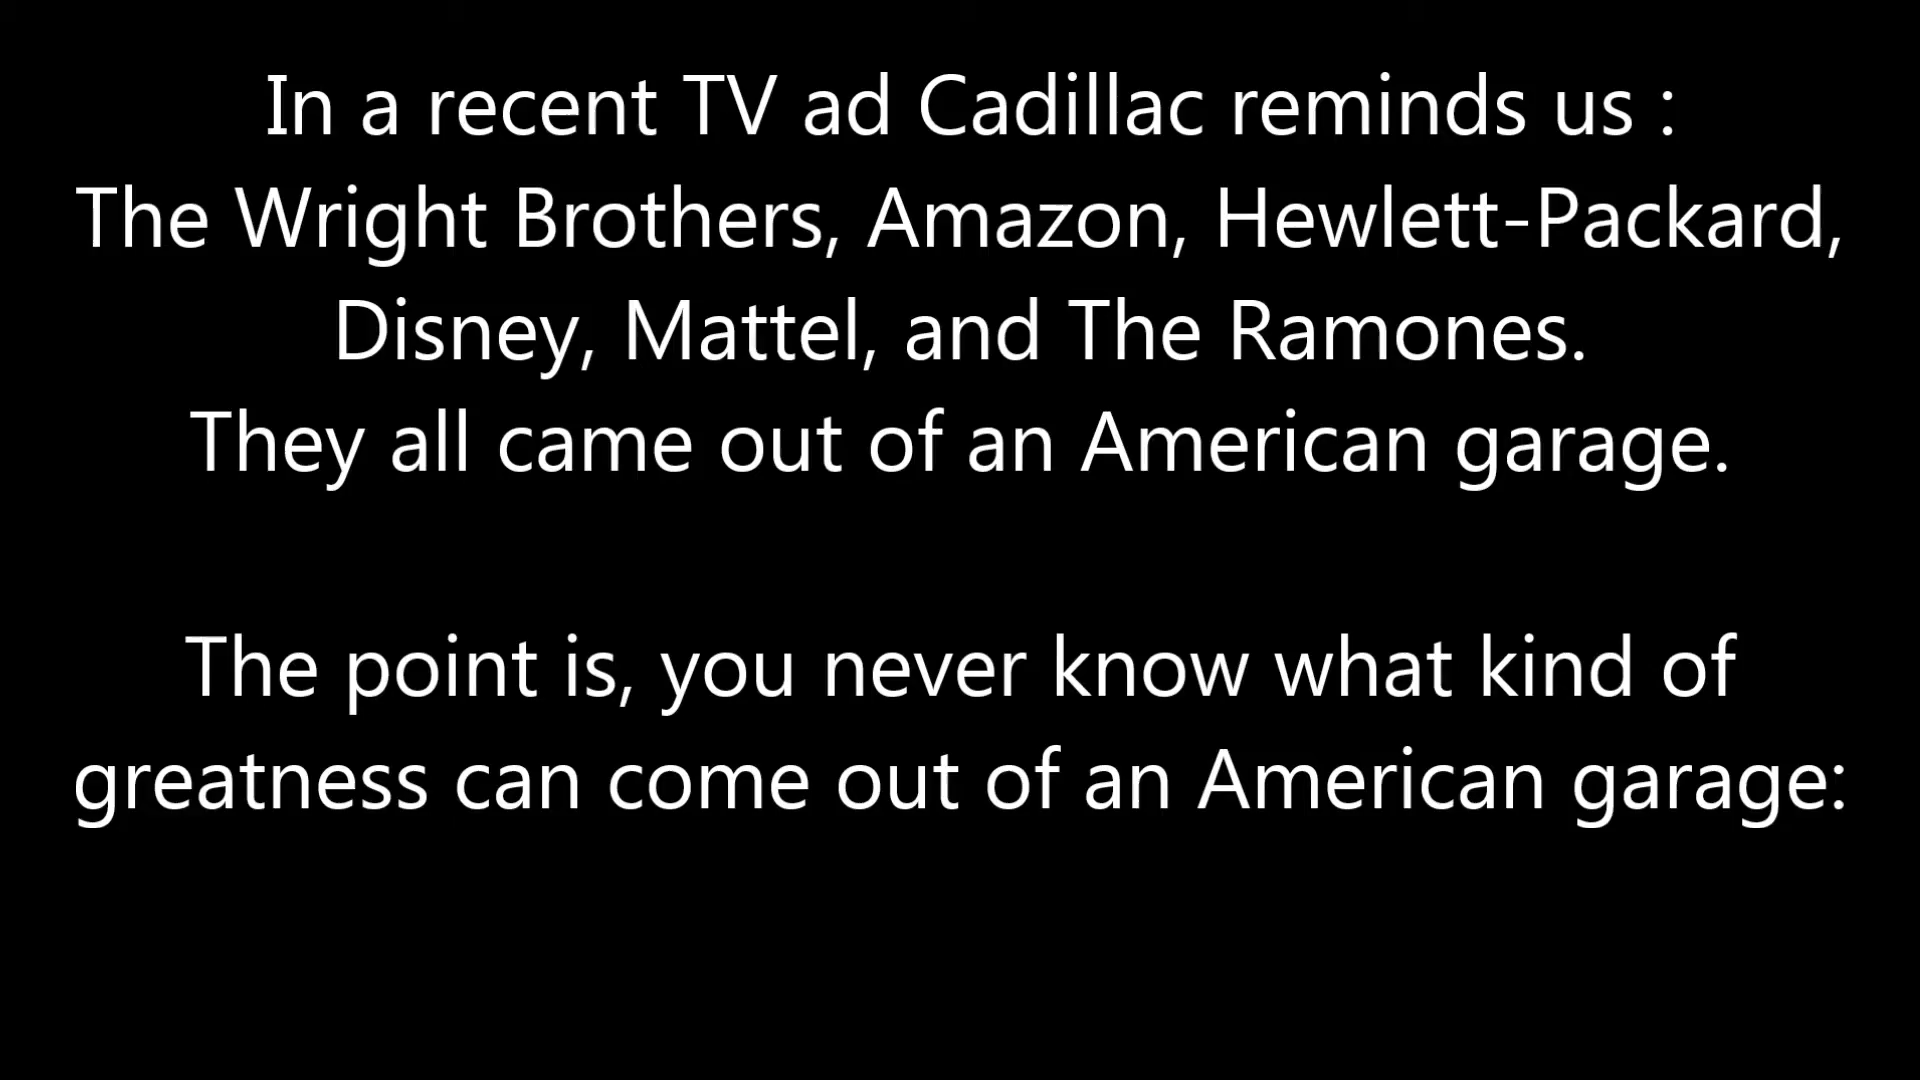 In a recent TV ad Cadillac reminds us :
The Wright Brothers, Amazon, Hewlett-Packard,
Disney, Mattel, and The Ramones.
They all came out of an American garage.
The point is, you never know what kind of
greatness can come out of an American garage: